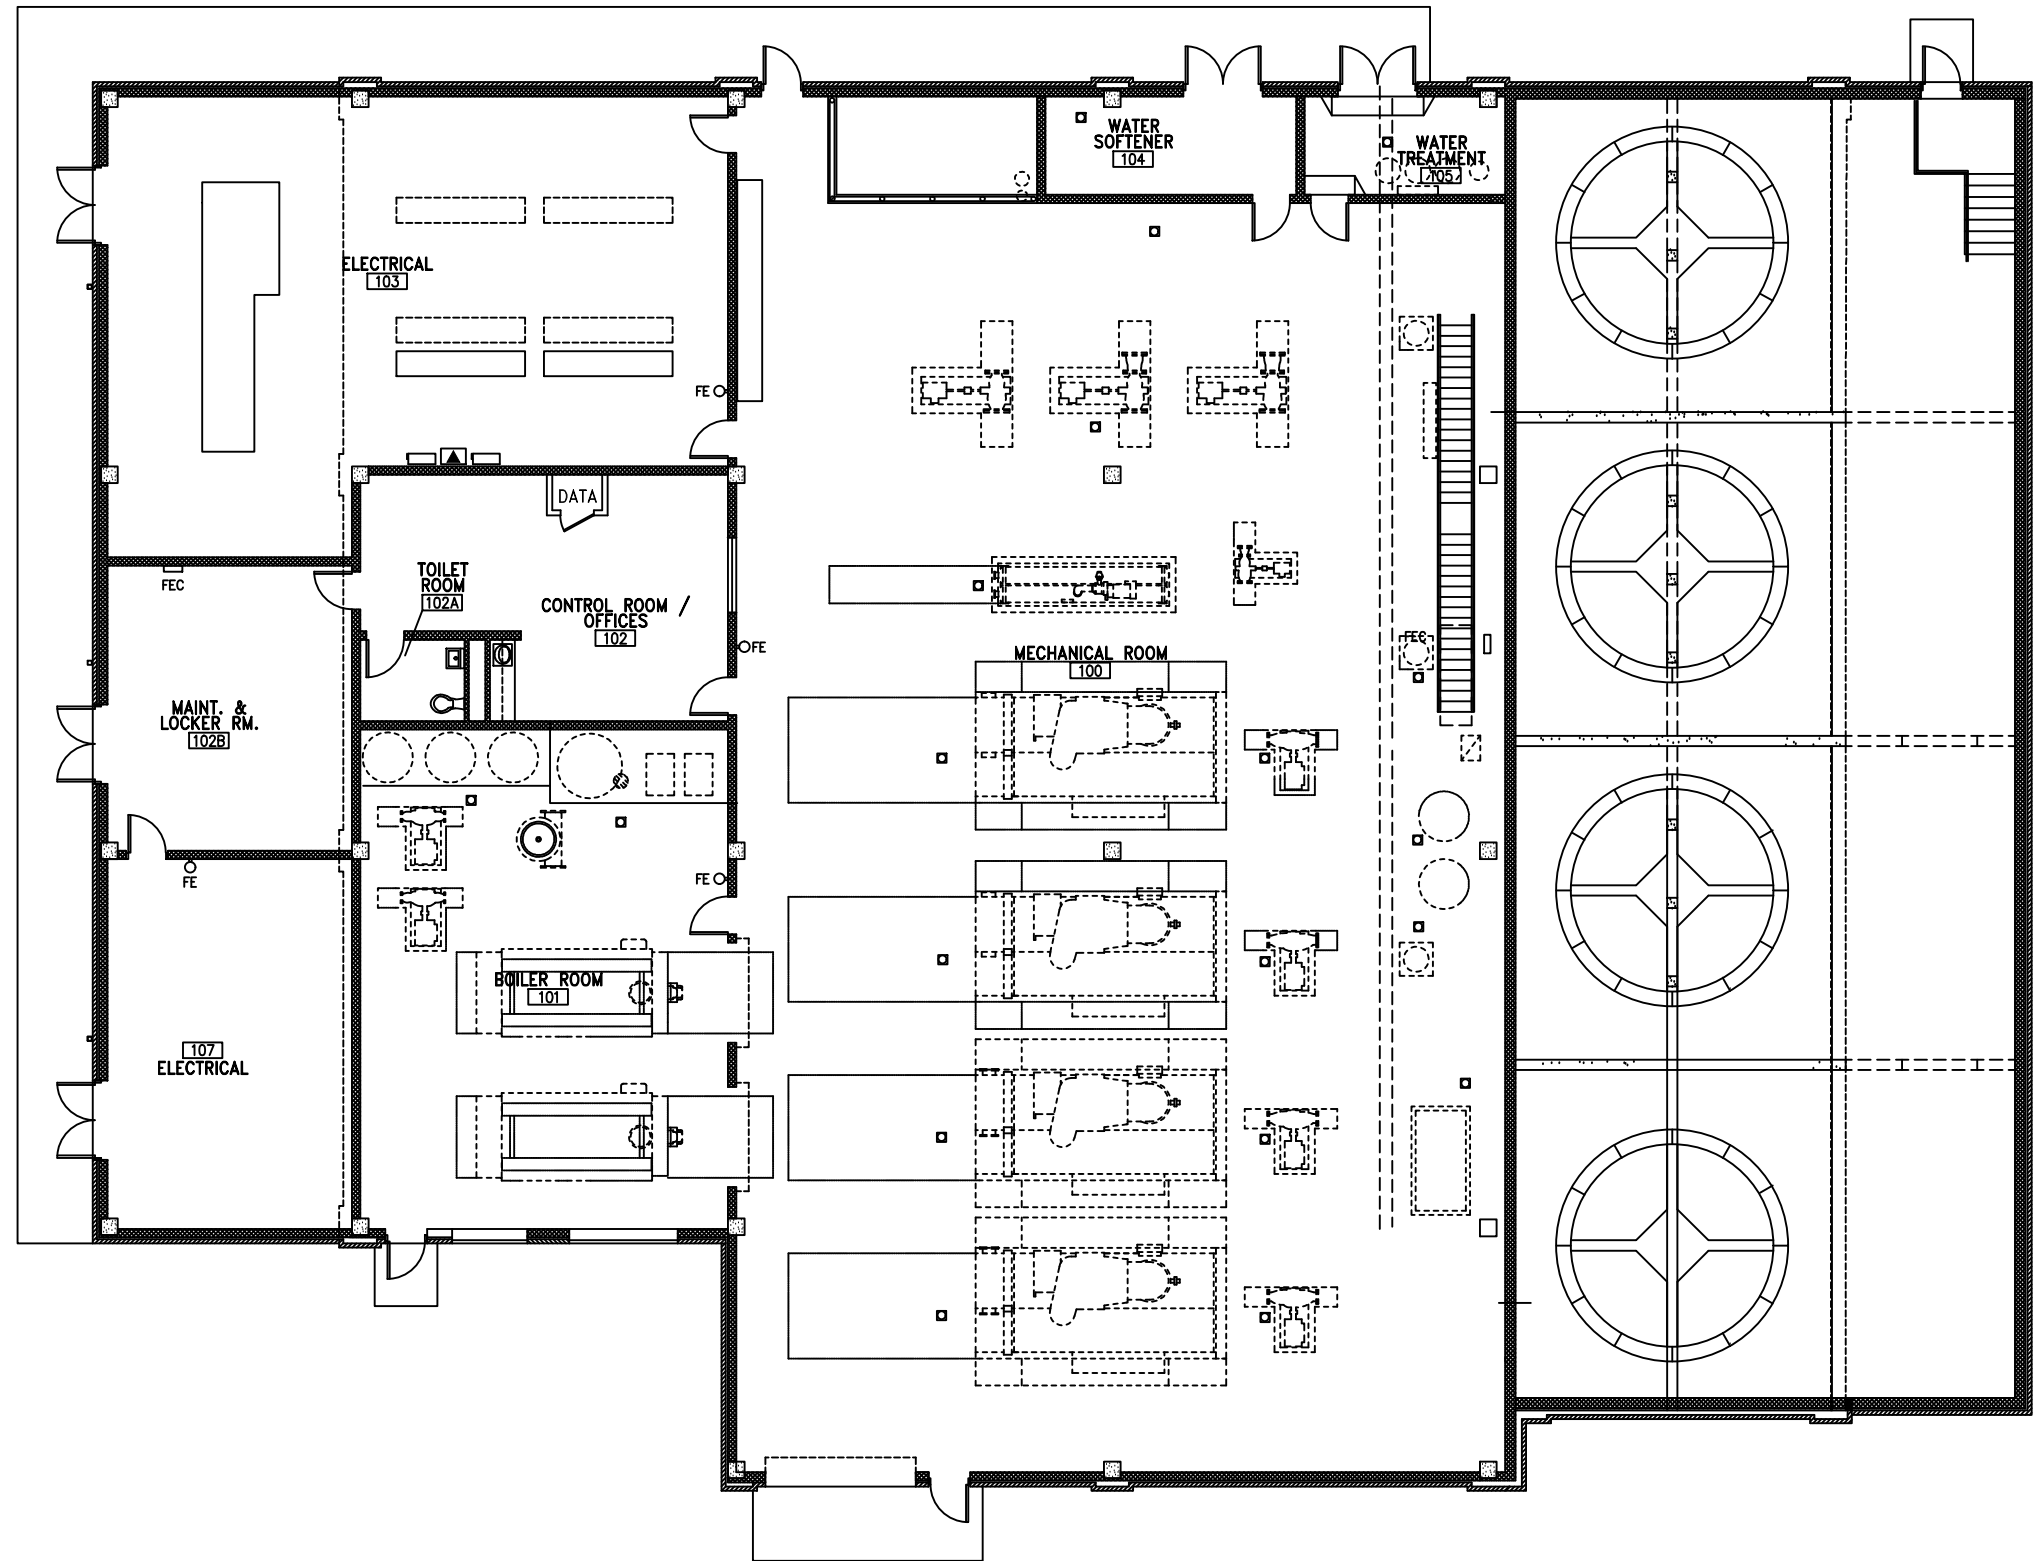 WATER
SOFTENER
104
WATER
TREATMENT
105
ELECTRICAL
103
FE
DATA
FEC
TOILET
ROOM
102A
CONTROL ROOM /
OFFICES
102
FE
FEC
MECHANICAL ROOM
100
MAINT. &
LOCKER RM.
102B
FE
FE
BOILER ROOM
101
107
ELECTRICAL